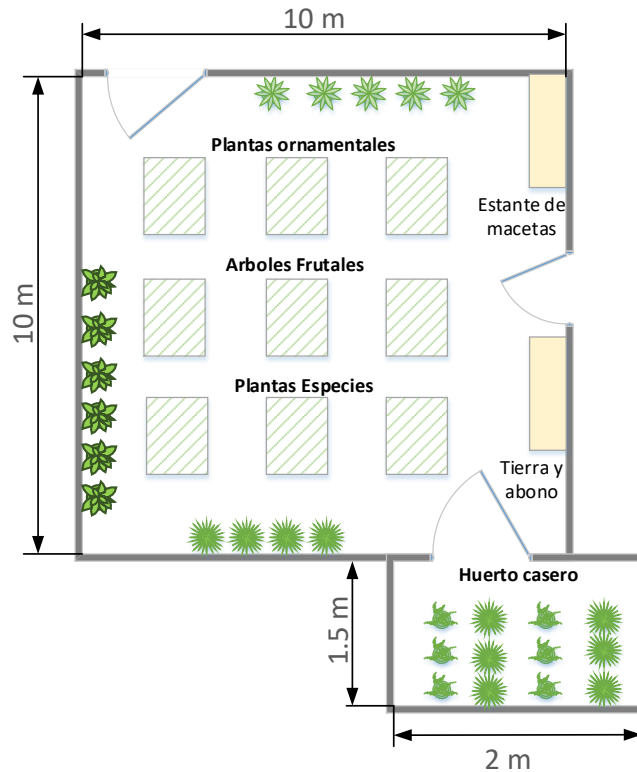 10 m
Plantas ornamentales
Estante de
macetas
Arboles Frutales
10 m
Plantas Especies
Tierra y
abono
Huerto casero
1.5 m
2 m